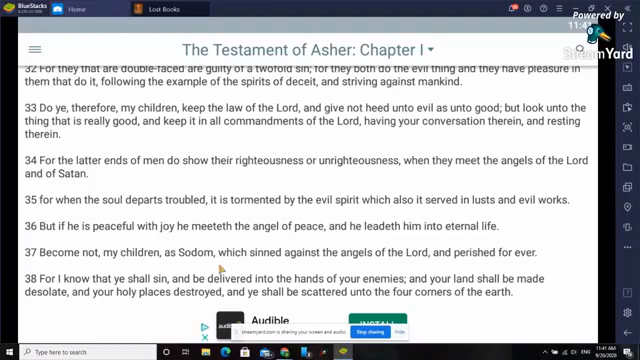 BlueStacks
Home
Lost Books
Powered by
11:41
StreamYard
The Testament of Asher: Chapter I
32 For they that are double-faced are guilty of a twofold sin; for they both do the evil thing and they have pleasure in them
that do it, following the example of the spirits of deceit, and striving against mankind.
33 Do ye, therefore, my children, keep the law of the Lord, and give not heed unto evil as unto good; but look unto the
thing that is really good, and keep it in all commandments of the Lord, having your conversation therein, and resting
therein.
34 For the latter ends of men do show their righteousness or unrighteousness, when they meet the angels of the Lord
and of Satan.
35 for when the soul departs troubled, it is tormented by the evil spirit which also it served in lusts and evil works.
36 But if he is peaceful with joy he meeteth the angel of peace, and he leadeth him into eternal life.
37 Become not, my children, as Sodom, which sinned against the angels of the Lord, and perished for ever.
38 For I know that ye shall sin, and be delivered into the hands of your enemies; and your land shall be made
desolate, and your holy places destroyed, and ye shall be scattered unto the four corners of the earth.
audible
Audible
INSTALL
streamyard.com is sharing your screen and audio.
Stop sharing
Hide
Type here to search
11:41 AM
9/26/2020